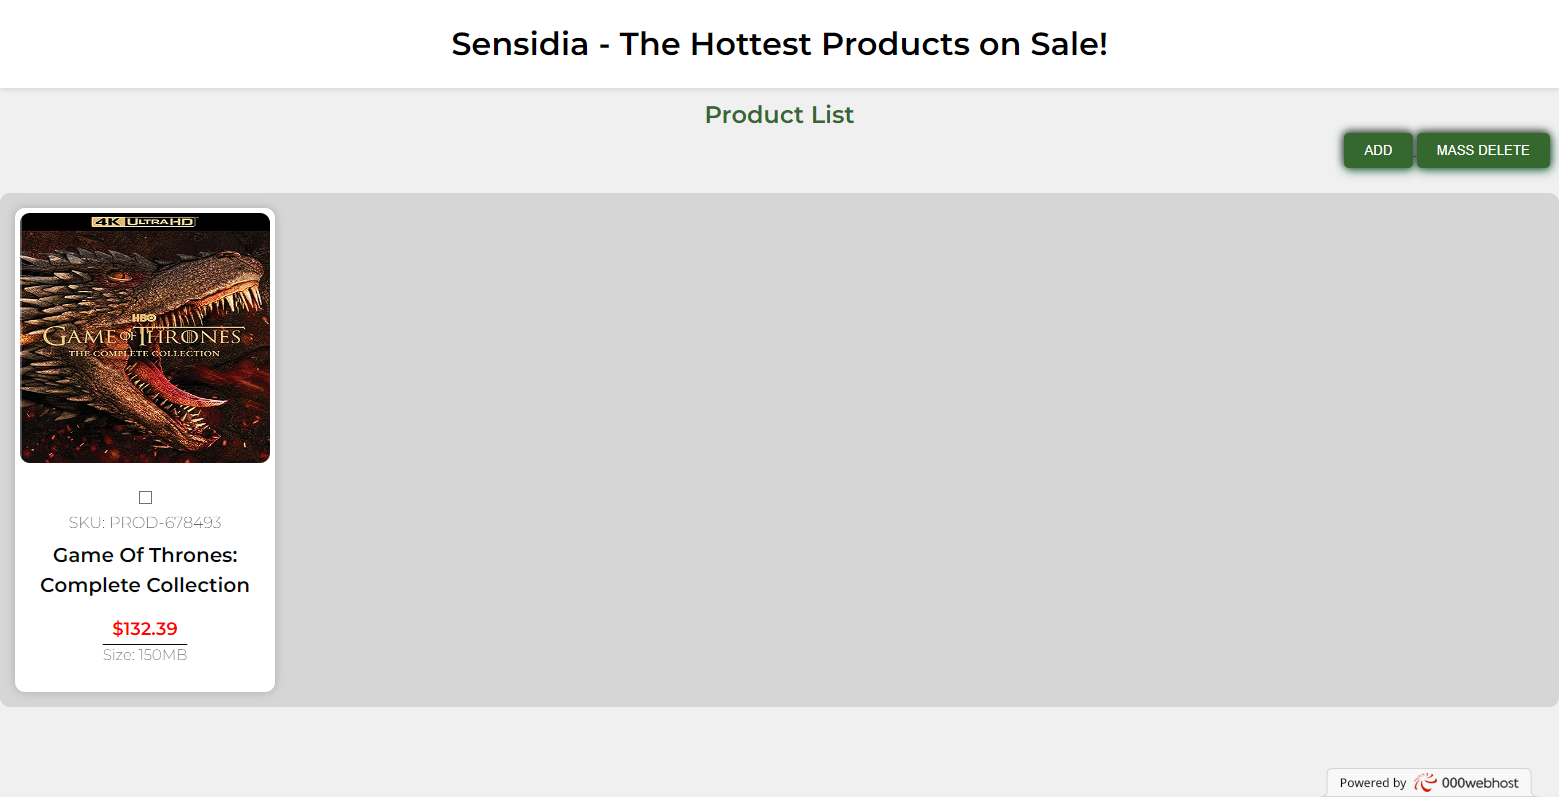 Sensidia - The Hottest Products on Sale!
Product List
ADD MASS DELETE
4K ULTRAHD
HBO
GAME OF THRONES
THE COMPLETE COLLECTION
SKU: PROD-678493
Game Of Thrones:
Complete Collection
$132.39
Size: 150MB
Powered by 000webhost